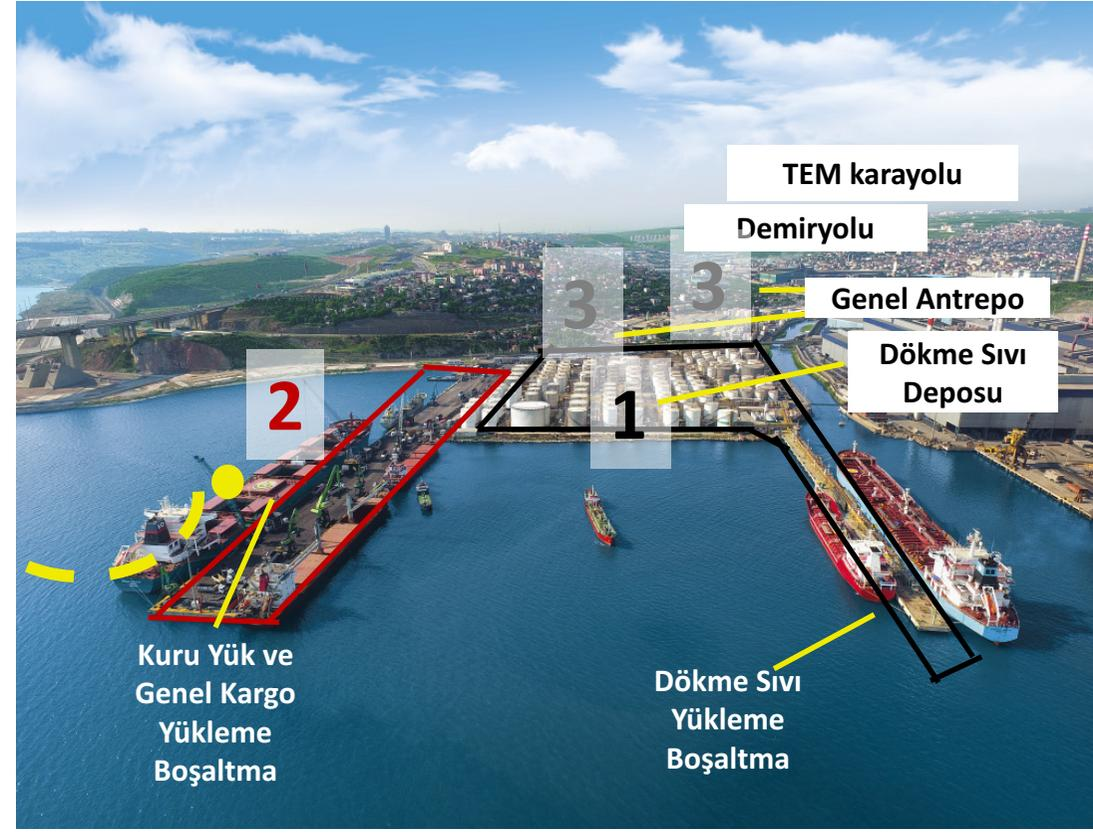 TEM karayolu
Demiryolu
3
3
Genel Antrepo
Dökme Sıvı
Deposu
2
1
Kuru Yük ve
Genel Kargo
Yükleme
Boşaltma
Dökme Sıvı
Yükleme
Boşaltma